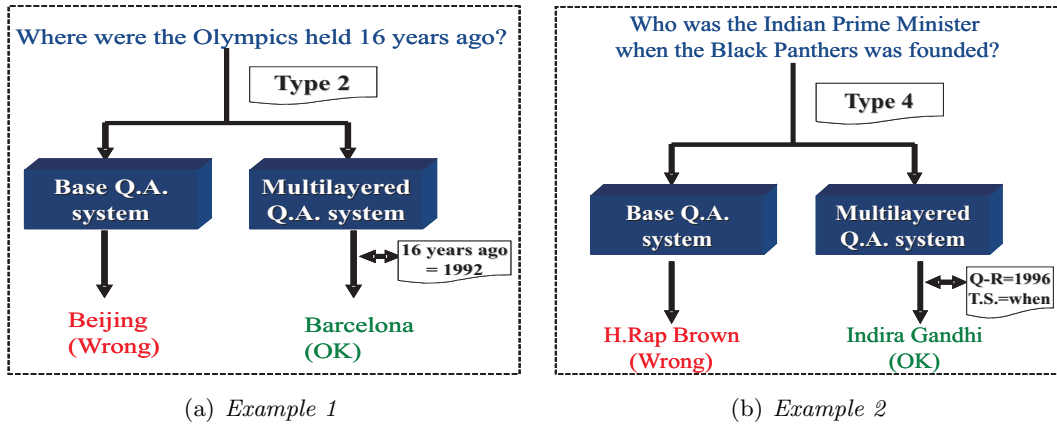 Where were the Olympics held 16 years ago?
Type 2
Base Q.A.
system
Multilayered
Q.A. system
16 years ago
= 1992
Beijing
(Wrong)
Barcelona
(OK)
(a) Example 1
Who was the Indian Prime Minister
when the Black Panthers was founded?
Type 4
Base Q.A.
system
Multilayered
Q.A. system
Q-R=1996
T.S.=when
H.Rap Brown
(Wrong)
Indira Gandhi
(OK)
(b) Example 2